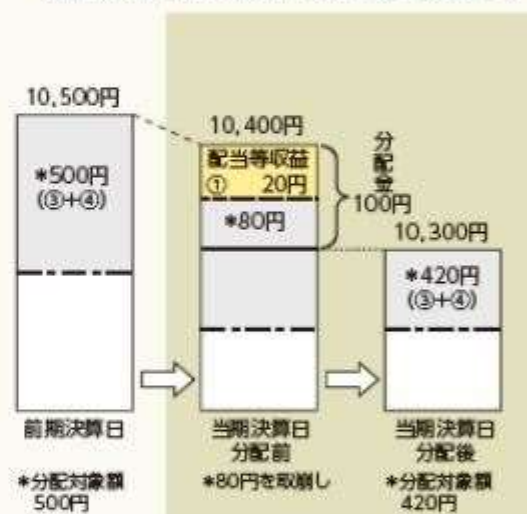 10,500円
*500円
(③+④)
前期決算日
*分配対象額
500円
10,400円
配当等収益
① 20円
*80円
分配金
100円
当期決算日
分配前
*80円を取崩し
10,300円
*420円
(③+④)
当期決算日
分配後
*分配対象額
420円